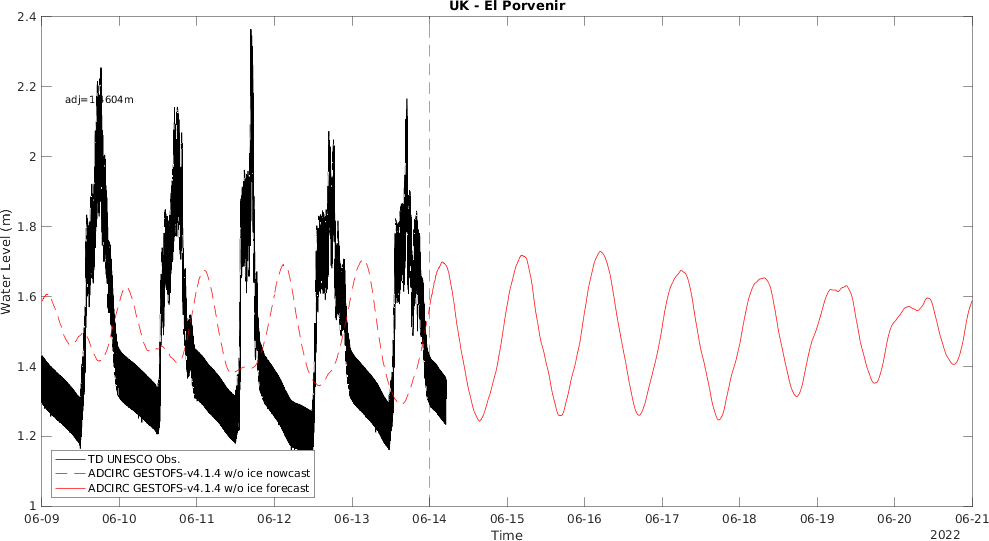 UK - El Porvenir
2.4
2.2
2
1.8
1.6
1.4
1.2
1
Water Level (m)
adj=1.4604m
TD UNESCO Obs.
ADCIRC GESTOFS-v4.1.4 w/o ice nowcast
ADCIRC GESTOFS-v4.1.4 w/o ice forecast
06-09 06-10 06-11 06-12 06-13 06-14 06-15 06-16 06-17 06-18 06-19 06-20 06-21
Time
2022